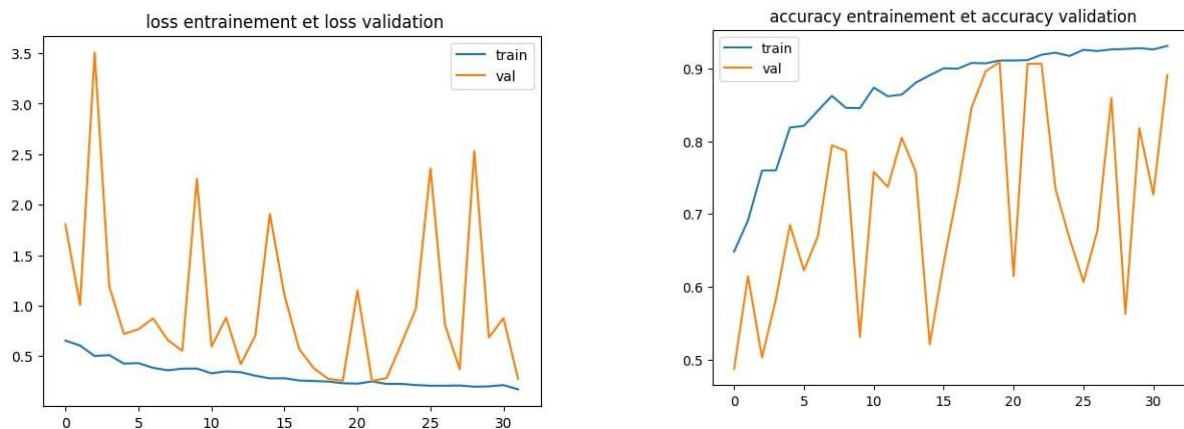 loss entrainement et loss validation
3.5
3.0
2.5
2.0
1.5
1.0
0.5
0 5 10 15 20 25 30
train
val
accuracy entrainement et accuracy validation
train
val
0.9
0.8
0.7
0.6
0.5
0 5 10 15 20 25 30